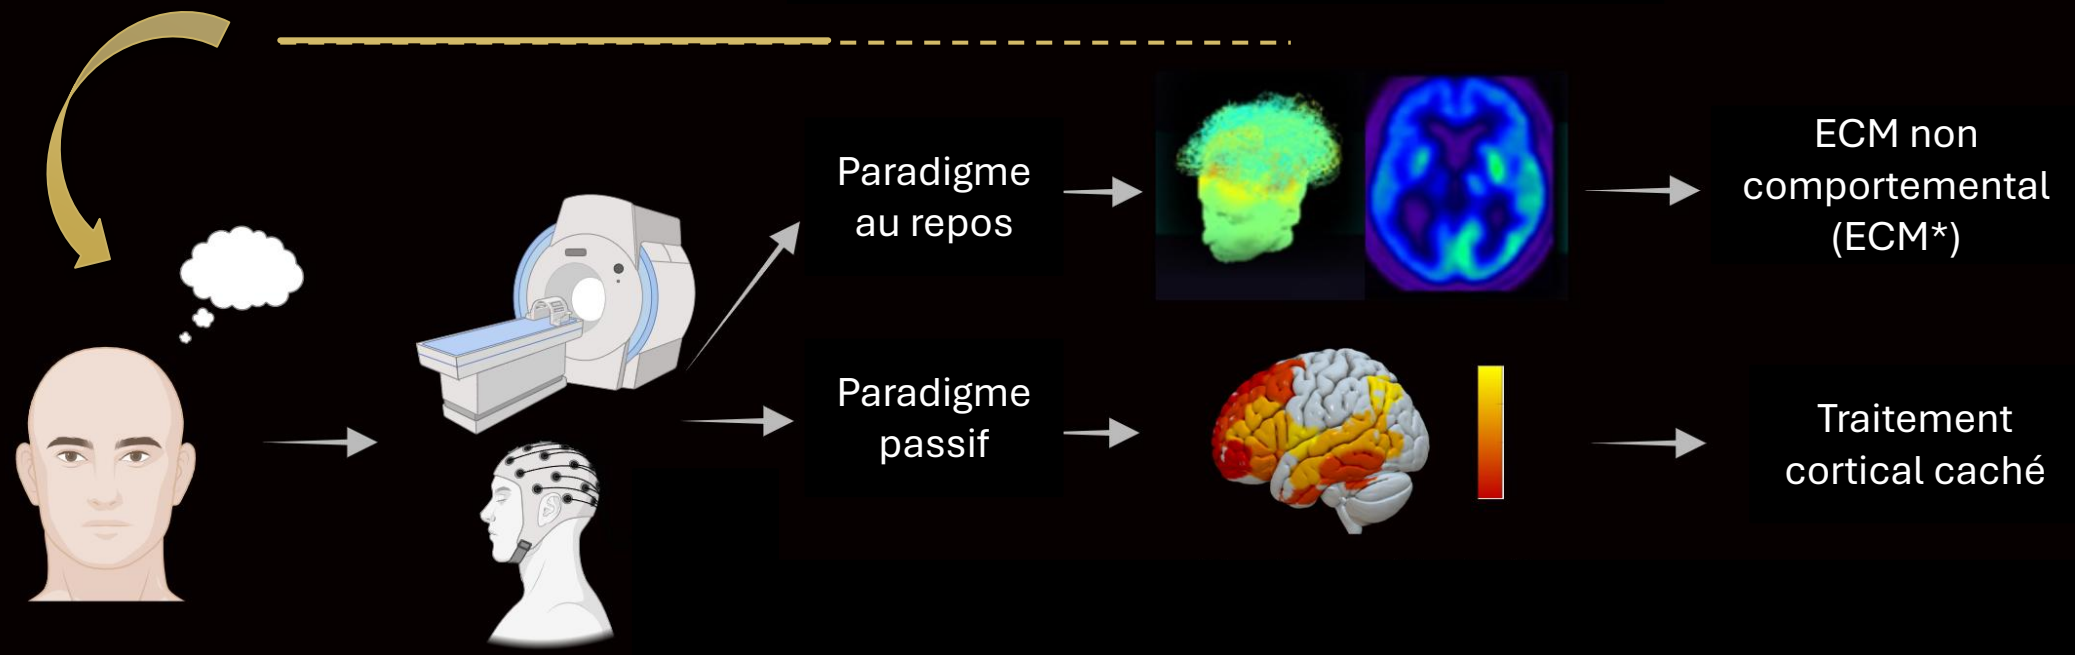 Paradigme
au repos
ECM non
comportemental
(ECM*)
Paradigme
passif
Traitement
cortical caché